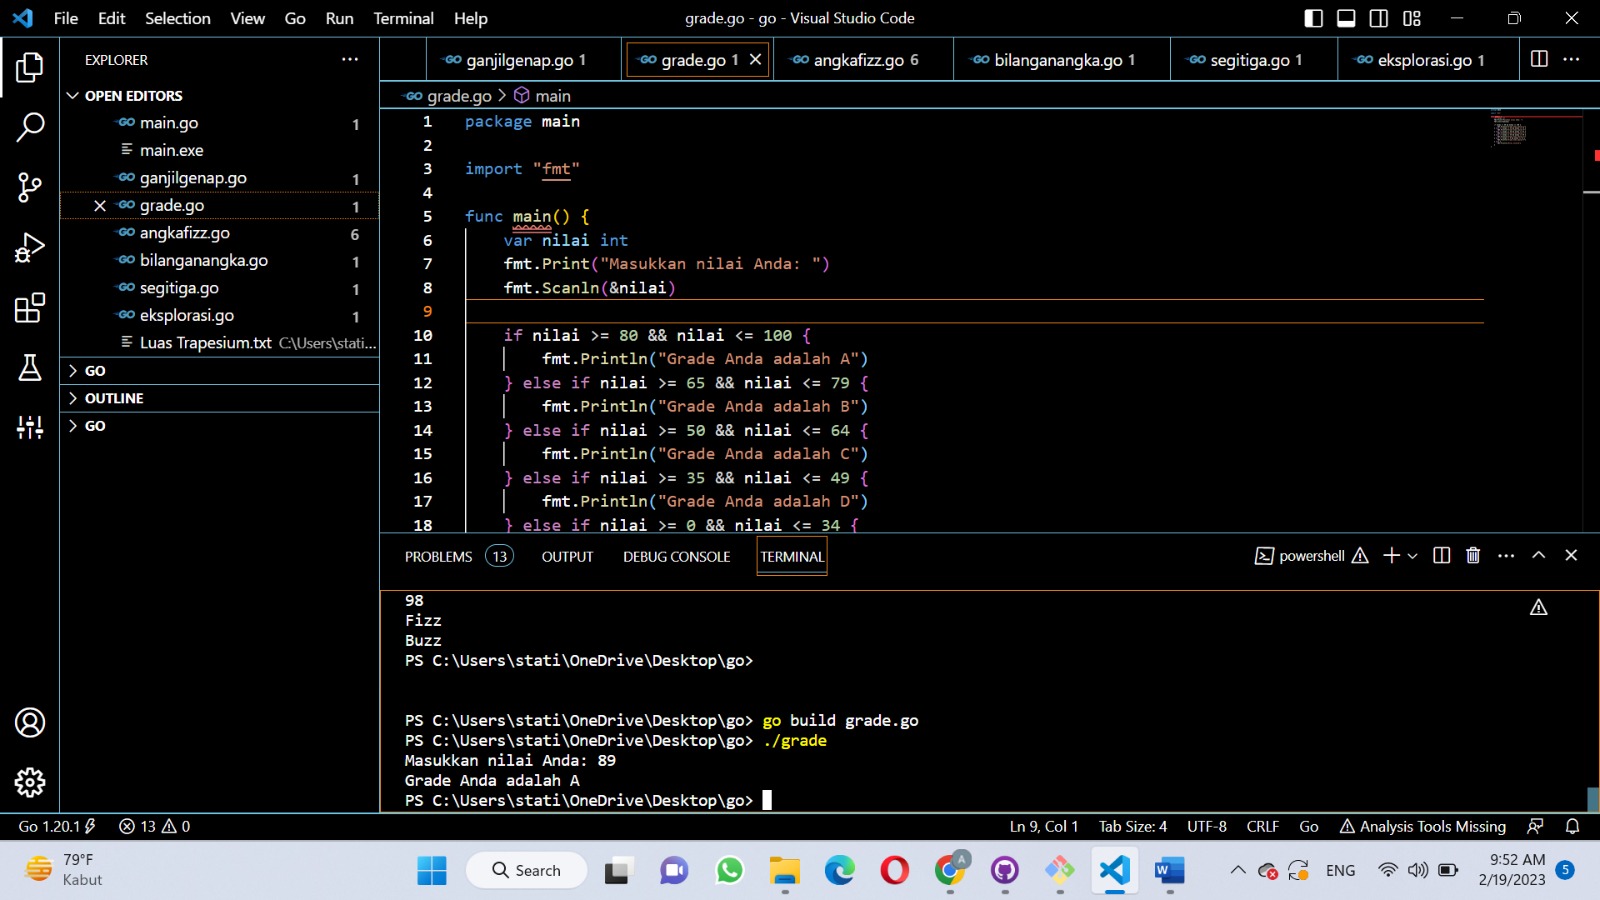 File Edit Selection View Go Run Terminal Help
grade.go - go - Visual Studio Code
EXPLORER
OPEN EDITORS
main.go 1
main.exe
ganjilgenap.go 1
grade.go 1
angkafizz.go 6
bilanganangka.go 1
segitiga.go 1
eksplorasi.go 1
Luas Trapesium.txt C:\Users\stati...
GO
OUTLINE
GO
ganjilgenap.go 1 grade.go 1 angkafizz.go 6 bilanganangka.go 1 segitiga.go 1 eksplorasi.go 1
grade.go > main
1 package main
2
3 import "fmt"
4
5 func main() {
6 var nilai int
7 fmt.Print("Masukkan nilai Anda: ")
8 fmt.Scanln(&nilai)
9
10 if nilai >= 80 && nilai <= 100 {
11 fmt.Println("Grade Anda adalah A")
12 } else if nilai >= 65 && nilai <= 79 {
13 fmt.Println("Grade Anda adalah B")
14 } else if nilai >= 50 && nilai <= 64 {
15 fmt.Println("Grade Anda adalah C")
16 } else if nilai >= 35 && nilai <= 49 {
17 fmt.Println("Grade Anda adalah D")
18 } else if nilai >= 0 && nilai <= 34 {
PROBLEMS 13 OUTPUT DEBUG CONSOLE TERMINAL
powershell
98
Fizz
Buzz
PS C:\Users\stati\OneDrive\Desktop\go>
PS C:\Users\stati\OneDrive\Desktop\go> go build grade.go
PS C:\Users\stati\OneDrive\Desktop\go> ./grade
Masukkan nilai Anda: 89
Grade Anda adalah A
PS C:\Users\stati\OneDrive\Desktop\go>
Go 1.20.1 13 0
Ln 9, Col 1 Tab Size: 4 UTF-8 CRLF Go Analysis Tools Missing
79°F
Kabut
Search
A
ENG
9:52 AM
2/19/2023
5